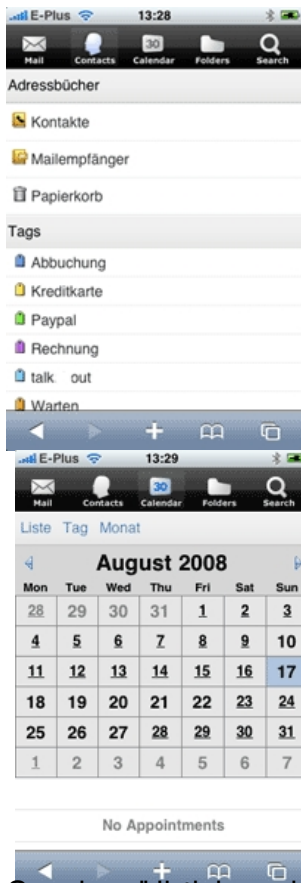 E-Plus 13:28
Mail Contacts 30 Calendar Folders Search
Adressbücher
Kontakte
Mailempfänger
Papierkorb
Tags
Abbuchung
Kreditkarte
Paypal
Rechnung
talk out
Warten
E-Plus 13:29
Mail Contacts 30 Calendar Folders Search
Liste Tag Monat
August 2008
Mon Tue Wed Thu Fri Sat Sun
28 29 30 31 1 2 3
4 5 6 7 8 9 10
11 12 13 14 15 16 17
18 19 20 21 22 23 24
25 26 27 28 29 30 31
1 2 3 4 5 6 7
No Appointments